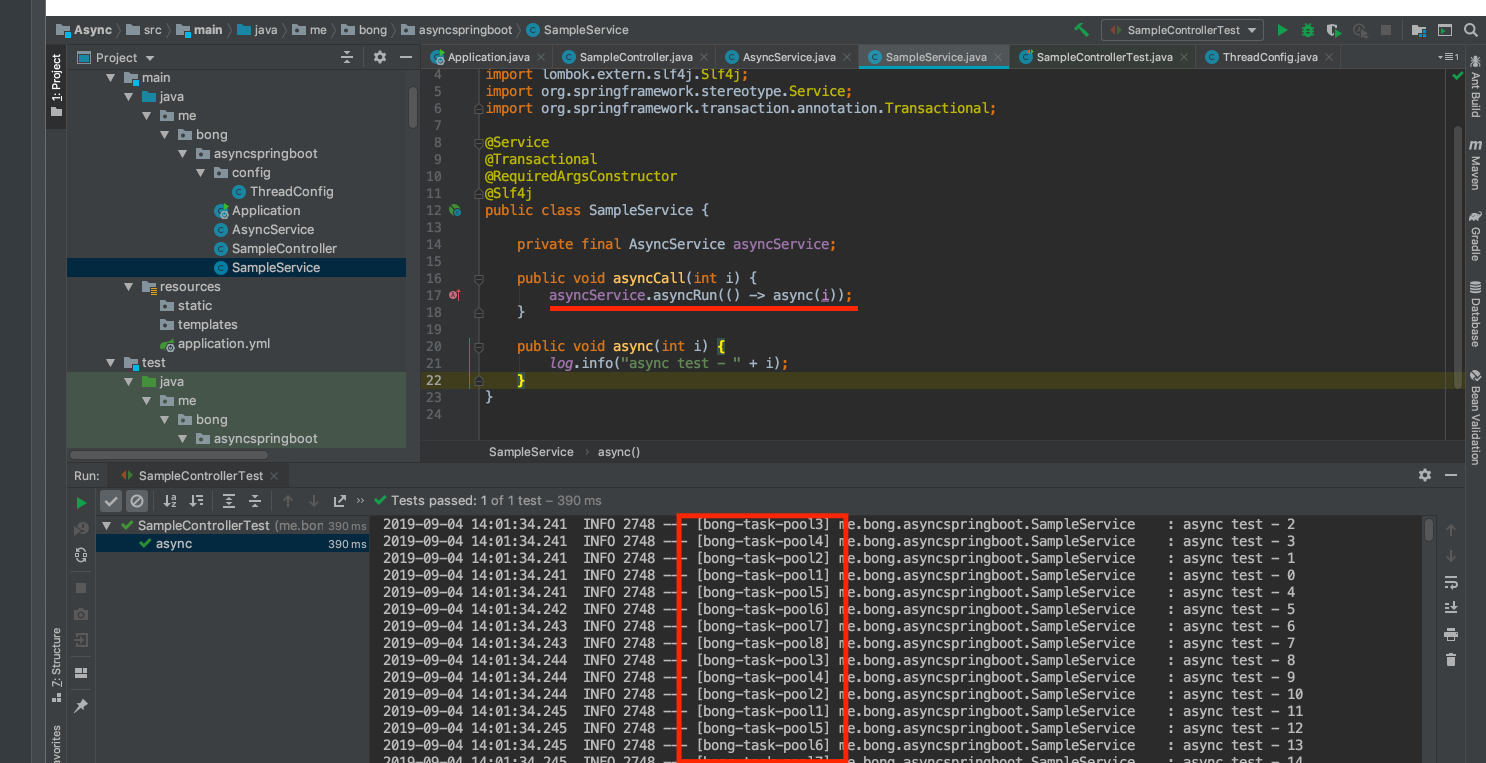 Async src main java me bong asyncspringboot SampleService SampleControllerTest
1: Project
Project
Application.java SampleController.java AsyncService.java SampleService.java SampleControllerTest.java ThreadConfig.java
main
java
me
bong
asyncspringboot
config
ThreadConfig
Application
AsyncService
SampleController
SampleService
resources
static
templates
application.yml
test
java
me
bong
asyncspringboot
4 import lombok.extern.slf4j.Slf4j;
5 import org.springframework.stereotype.Service;
6 import org.springframework.transaction.annotation.Transactional;
7
8 @Service
9 @Transactional
10 @RequiredArgsConstructor
11 @Slf4j
12 public class SampleService {
13
14 private final AsyncService asyncService;
15
16 public void asyncCall(int i) {
17 asyncService.asyncRun(() -> async(i));
18 }
19
20 public void async(int i) {
21 log.info("async test - " + i);
22 }
23 }
24
SampleService › async()
Ant Build
Maven
Gradle
Database
Bean Validation
Run: SampleControllerTest
Tests passed: 1 of 1 test – 390 ms
SampleControllerTest (me.bon 390 ms
async 390 ms
2019-09-04 14:01:34.241 INFO 2748 --- [bong-task-pool3] me.bong.asyncspringboot.SampleService : async test - 2
2019-09-04 14:01:34.241 INFO 2748 --- [bong-task-pool4] me.bong.asyncspringboot.SampleService : async test - 3
2019-09-04 14:01:34.241 INFO 2748 --- [bong-task-pool2] me.bong.asyncspringboot.SampleService : async test - 1
2019-09-04 14:01:34.241 INFO 2748 --- [bong-task-pool1] me.bong.asyncspringboot.SampleService : async test - 0
2019-09-04 14:01:34.241 INFO 2748 --- [bong-task-pool5] me.bong.asyncspringboot.SampleService : async test - 4
2019-09-04 14:01:34.242 INFO 2748 --- [bong-task-pool6] me.bong.asyncspringboot.SampleService : async test - 5
2019-09-04 14:01:34.243 INFO 2748 --- [bong-task-pool7] me.bong.asyncspringboot.SampleService : async test - 6
2019-09-04 14:01:34.243 INFO 2748 --- [bong-task-pool8] me.bong.asyncspringboot.SampleService : async test - 7
2019-09-04 14:01:34.244 INFO 2748 --- [bong-task-pool3] me.bong.asyncspringboot.SampleService : async test - 8
2019-09-04 14:01:34.244 INFO 2748 --- [bong-task-pool4] me.bong.asyncspringboot.SampleService : async test - 9
2019-09-04 14:01:34.244 INFO 2748 --- [bong-task-pool2] me.bong.asyncspringboot.SampleService : async test - 10
2019-09-04 14:01:34.245 INFO 2748 --- [bong-task-pool1] me.bong.asyncspringboot.SampleService : async test - 11
2019-09-04 14:01:34.245 INFO 2748 --- [bong-task-pool5] me.bong.asyncspringboot.SampleService : async test - 12
2019-09-04 14:01:34.245 INFO 2748 --- [bong-task-pool6] me.bong.asyncspringboot.SampleService : async test - 13
2019-09-04 14:01:34.245 INFO 2748 --- [bong-task-pool7] me.bong.asyncspringboot.SampleService : async test - 14
7: Structure
avorites